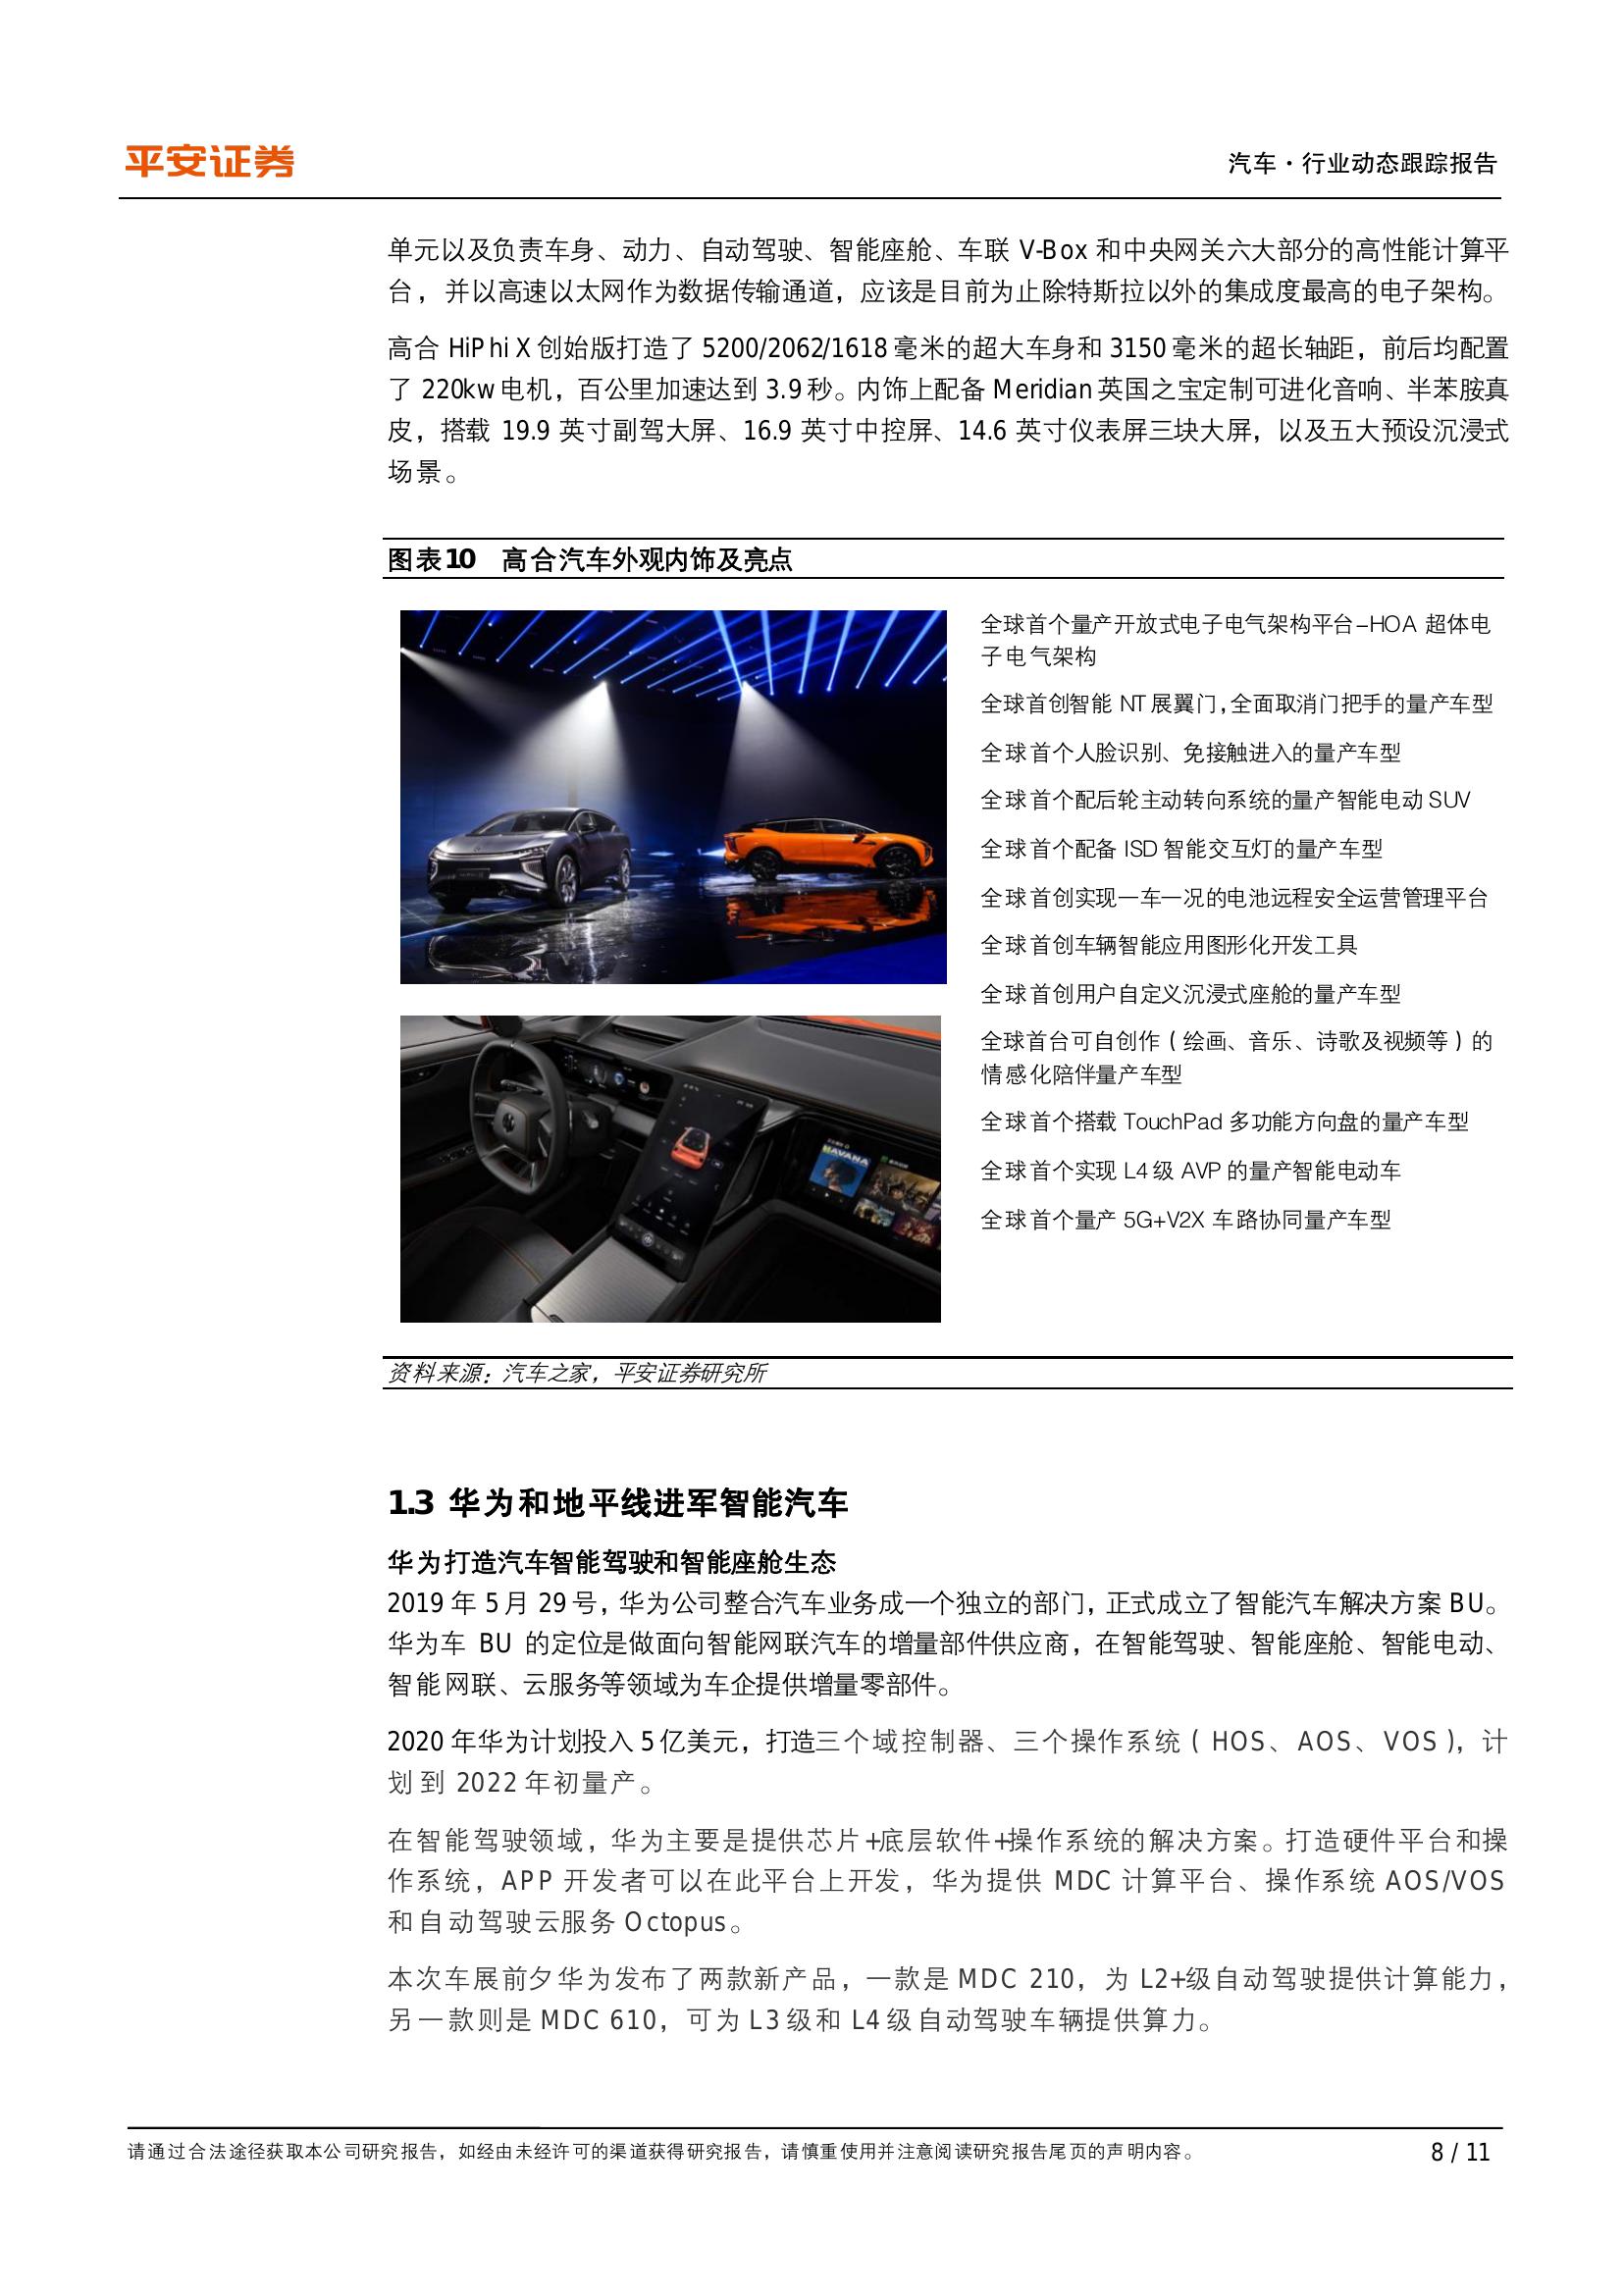 平安证券
汽车·行业动态跟踪报告
单元以及负责车身、动力、自动驾驶、智能座舱、车联 V-Box 和中央网关六大部分的高性能计算平
台，并以高速以太网作为数据传输通道，应该是目前为止除特斯拉以外的集成度最高的电子架构。
高合 HiPhi X 创始版打造了 5200/2062/1618 毫米的超大车身和 3150 毫米的超长轴距，前后均配置
了 220kw 电机，百公里加速达到 3.9 秒。内饰上配备 Meridian 英国之宝定制可进化音响、半苯胺真
皮，搭载 19.9 英寸副驾大屏、16.9 英寸中控屏、14.6 英寸仪表屏三块大屏，以及五大预设沉浸式
场景。
图表10 高合汽车外观内饰及亮点
全球首个量产开放式电子电气架构平台–HOA 超体电
子电气架构
全球首创智能 NT 展翼门，全面取消门把手的量产车型
全球首个人脸识别、免接触进入的量产车型
全球首个配后轮主动转向系统的量产智能电动 SUV
全球首个配备 ISD 智能交互灯的量产车型
全球首创实现一车一况的电池远程安全运营管理平台
全球首创车辆智能应用图形化开发工具
全球首创用户自定义沉浸式座舱的量产车型
全球首台可自创作（绘画、音乐、诗歌及视频等）的
情感化陪伴量产车型
全球首个搭载 TouchPad 多功能方向盘的量产车型
全球首个实现 L4 级 AVP 的量产智能电动车
全球首个量产 5G+V2X 车路协同量产车型
HAVANA
资料来源：汽车之家，平安证券研究所
1.3 华为和地平线进军智能汽车
华为打造汽车智能驾驶和智能座舱生态
2019 年 5 月 29 号，华为公司整合汽车业务成一个独立的部门，正式成立了智能汽车解决方案 BU。
华为车 BU 的定位是做面向智能网联汽车的增量部件供应商，在智能驾驶、智能座舱、智能电动、
智能网联、云服务等领域为车企提供增量零部件。
2020 年华为计划投入 5 亿美元，打造三个域控制器、三个操作系统（HOS、AOS、VOS），计
划到 2022 年初量产。
在智能驾驶领域，华为主要是提供芯片+底层软件+操作系统的解决方案。打造硬件平台和操
作系统，APP 开发者可以在此平台上开发，华为提供 MDC 计算平台、操作系统 AOS/VOS
和自动驾驶云服务 Octopus。
本次车展前夕华为发布了两款新产品，一款是 MDC 210，为 L2+级自动驾驶提供计算能力，
另一款则是 MDC 610，可为 L3 级和 L4 级自动驾驶车辆提供算力。
请通过合法途径获取本公司研究报告，如经由未经许可的渠道获得研究报告，请慎重使用并注意阅读研究报告尾页的声明内容。
8 / 11